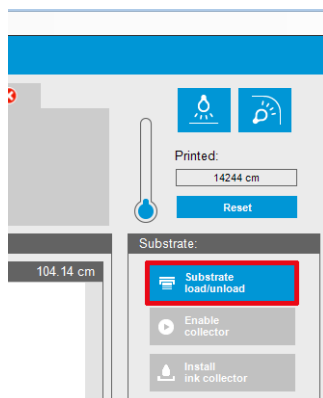 Printed:
14244 cm
Reset
Substrate:
104.14 cm
Substrate
load/unload
Enable
collector
Install
ink collector